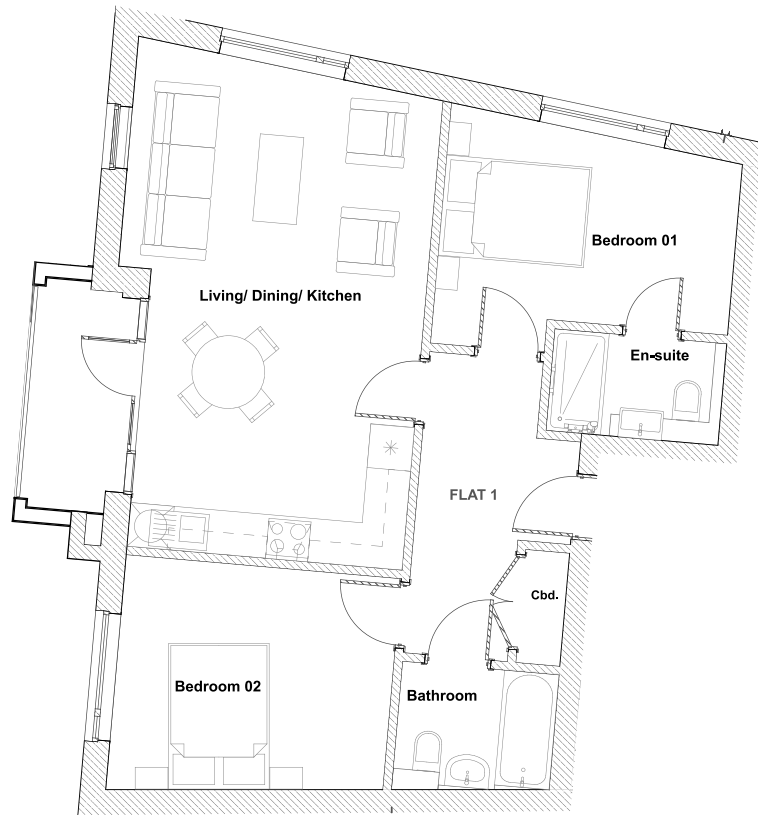 Bedroom 01
Living/ Dining/ Kitchen
En-suite
FLAT 1
Cbd.
Bedroom 02
Bathroom